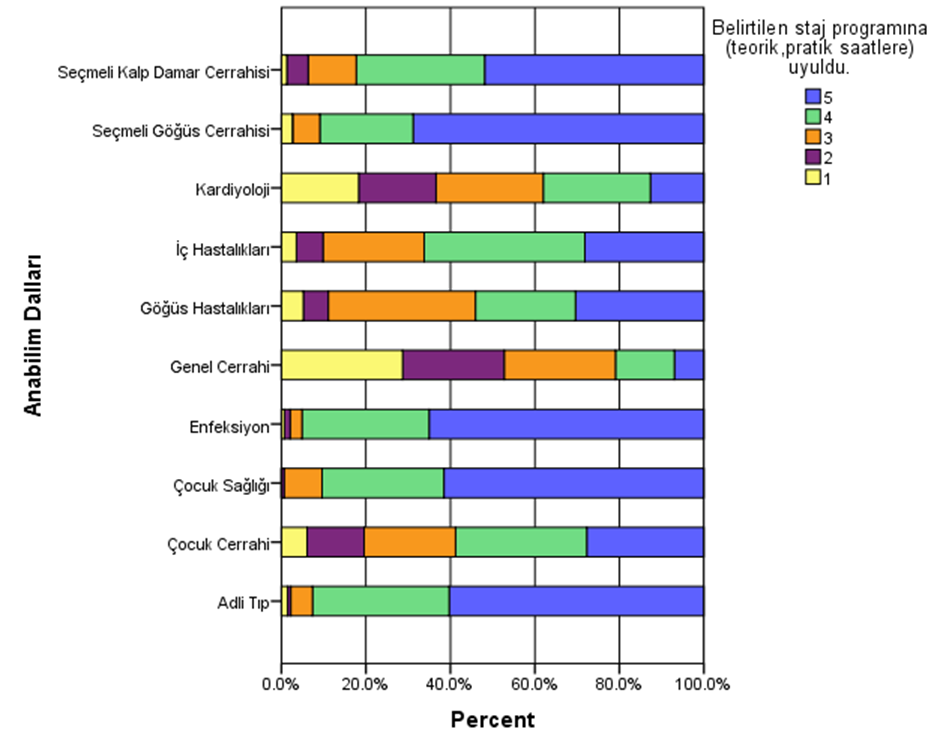 Belirtilen staj programına
(teorik,pratik saatlere)
uyuldu.
5
4
3
2
1
Anabilim Dalları
Seçmeli Kalp Damar Cerrahisi
Seçmeli Göğüs Cerrahisi
Kardiyoloji
İç Hastalıkları
Göğüs Hastalıkları
Genel Cerrahi
Enfeksiyon
Çocuk Sağlığı
Çocuk Cerrahi
Adli Tıp
0.0% 20.0% 40.0% 60.0% 80.0% 100.0%
Percent